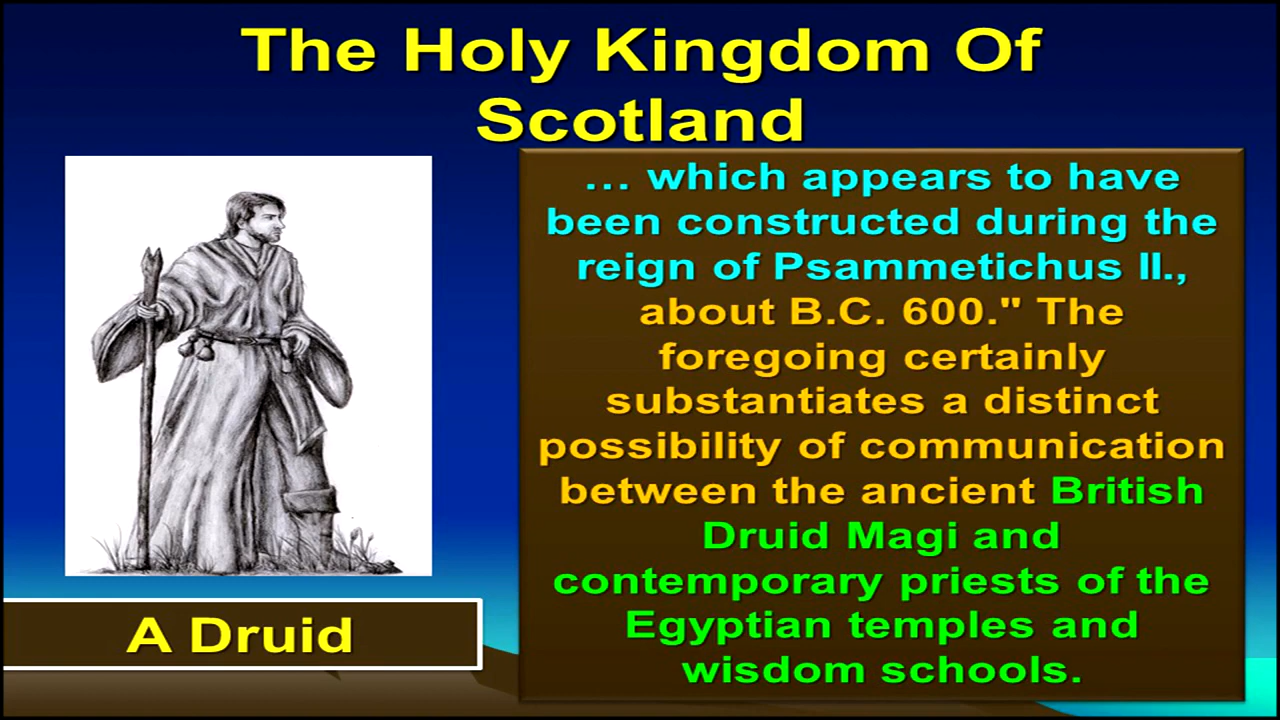 The Holy Kingdom Of
Scotland
… which appears to have
been constructed during the
reign of Psammetichus II.,
about B.C. 600." The
foregoing certainly
substantiates a distinct
possibility of communication
between the ancient British
Druid Magi and
contemporary priests of the
Egyptian temples and
wisdom schools.
A Druid